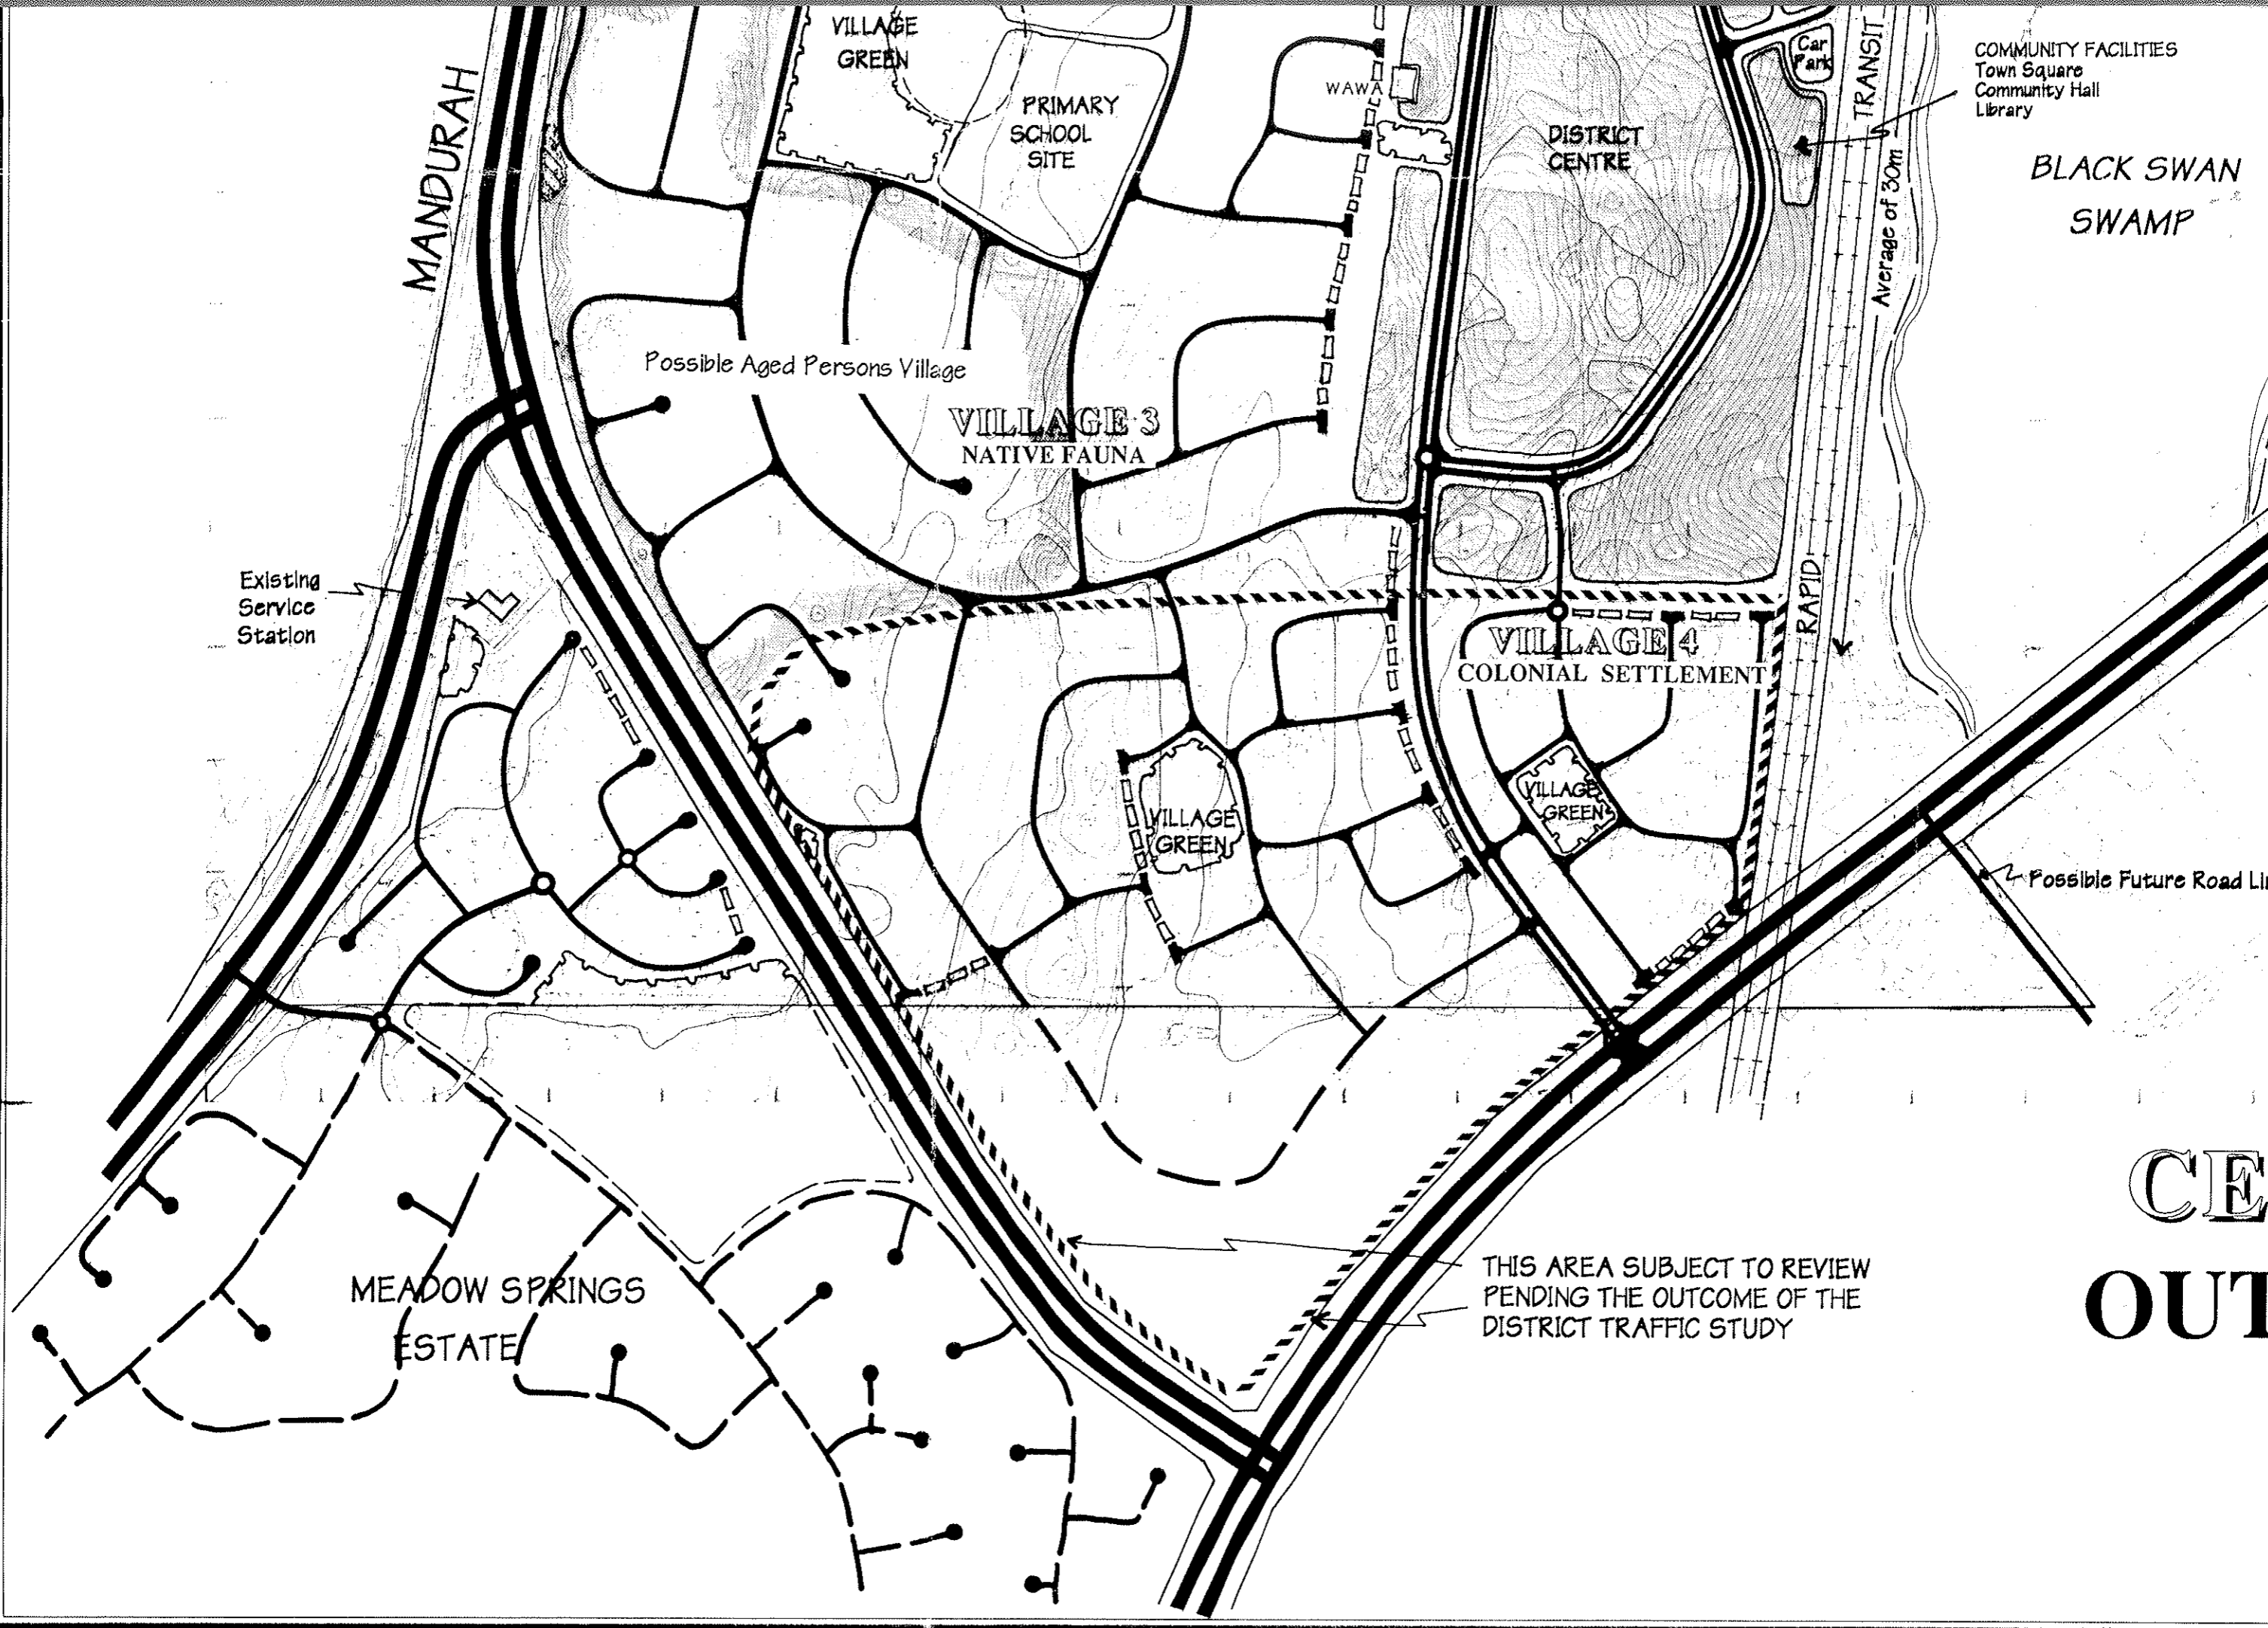 VILLAGE
GREEN
PRIMARY
SCHOOL
SITE
MANDURAH
WAWA
DISTRICT
CENTRE
Car
Park
TRANSIT
COMMUNITY FACILITIES
Town Square
Community Hall
Library
BLACK SWAN
SWAMP
Average of 30m
Possible Aged Persons Village
VILLAGE 3
NATIVE FAUNA
Existing
Service
Station
RAPID
VILLAGE 4
COLONIAL SETTLEMENT
VILLAGE
GREEN
VILLAGE
GREEN
Possible Future Road Li
MEADOW SPRINGS
ESTATE
THIS AREA SUBJECT TO REVIEW
PENDING THE OUTCOME OF THE
DISTRICT TRAFFIC STUDY
CE
OUT